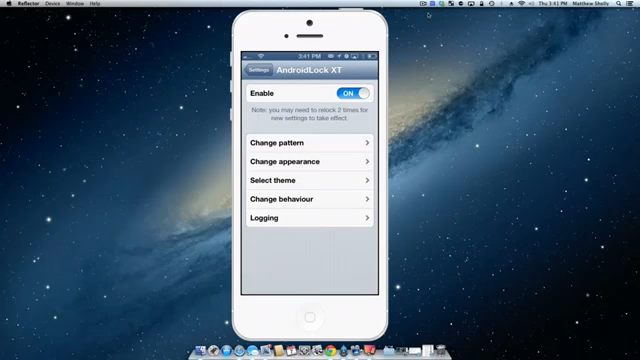 Reflector Device Window Help Thu 3:41 PM Matthew Shelly
3:41 PM
Settings AndroidLock XT
Enable ON
Note: you may need to relock 2 times for
new settings to take effect.
Change pattern
Change appearance
Select theme
Change behaviour
Logging